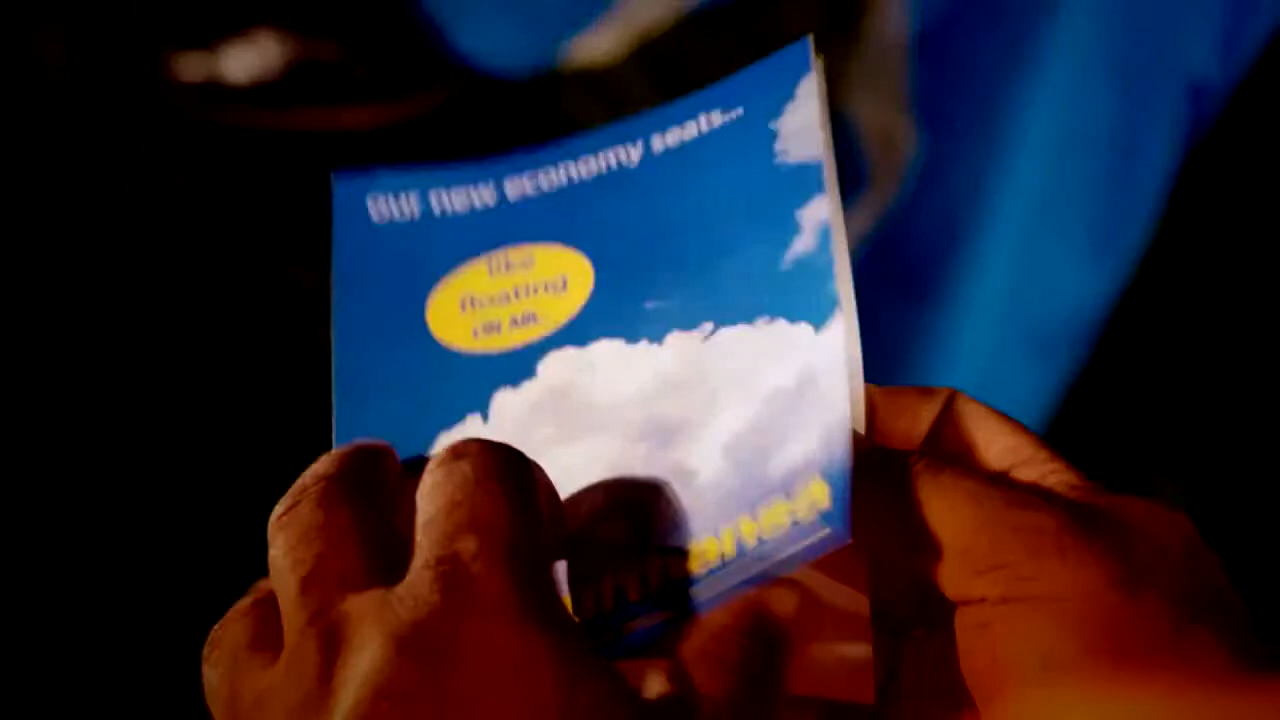 our new economy seats...
like
floating
on air.